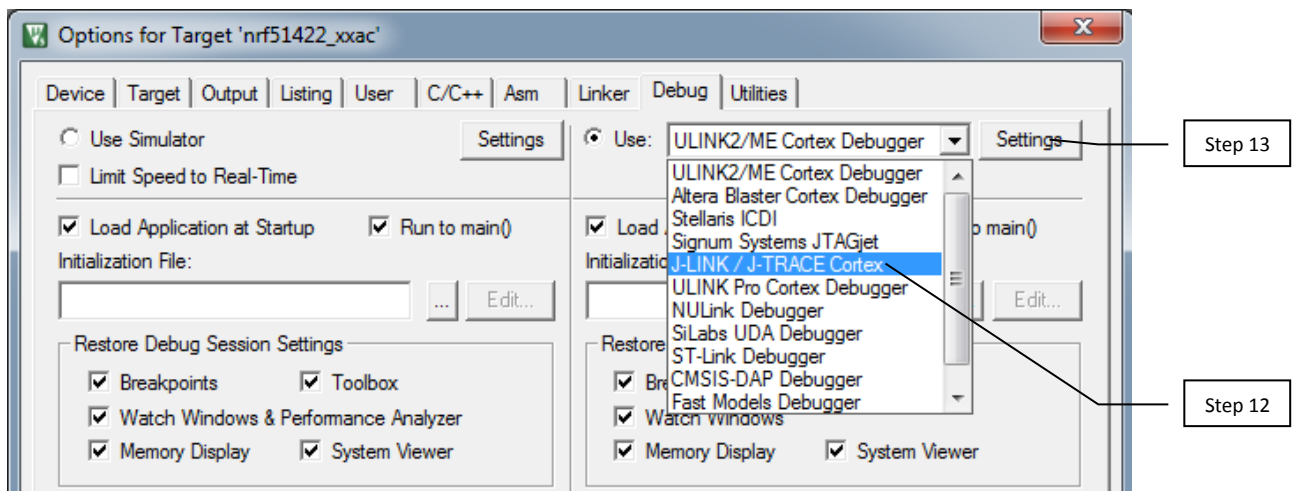 Options for Target 'nrf51422_xxac'
Device Target Output Listing User C/C++ Asm Linker Debug Utilities
Use Simulator Settings
Limit Speed to Real-Time
Load Application at Startup Run to main()
Initialization File:
... Edit...
Restore Debug Session Settings
Breakpoints Toolbox
Watch Windows & Performance Analyzer
Memory Display System Viewer
Use: ULINK2/ME Cortex Debugger Settings
ULINK2/ME Cortex Debugger
Altera Blaster Cortex Debugger
Stellaris ICDI
Signum Systems JTAGjet
J-LINK / J-TRACE Cortex
ULINK Pro Cortex Debugger
NULink Debugger
SiLabs UDA Debugger
ST-Link Debugger
CMSIS-DAP Debugger
Fast Models Debugger
Load main()
Edit...
Restore
Watch Windows
Memory Display System Viewer
Step 13
Step 12